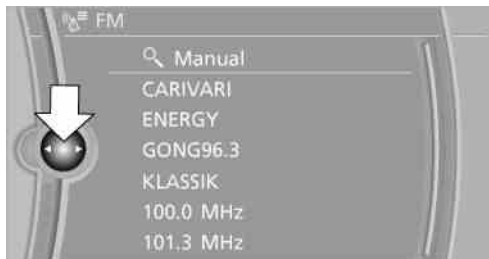 FM
Manual
CARIVARI
ENERGY
GONG96.3
KLASSIK
100.0 MHz
101.3 MHz